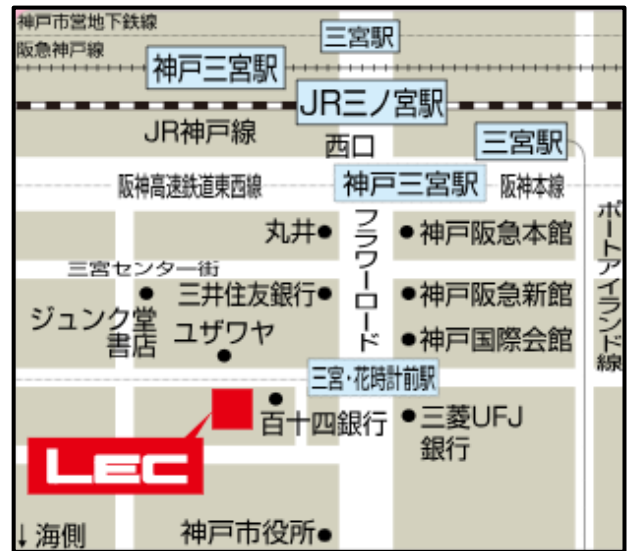 神戸市営地下鉄線
三宮駅
阪急神戸線
神戸三宮駅
JR三ノ宮駅
JR神戸線
西口
三宮駅
阪神高速鉄道東西線
神戸三宮駅
阪神本線
丸井
フラワーロード
神戸阪急本館
ポートアイランド線
三宮センター街
三井住友銀行
神戸阪急新館
ジュンク堂
書店
ユザワヤ
神戸国際会館
三宮・花時計前駅
百十四銀行
三菱UFJ
銀行
LEC
↓海側
神戸市役所